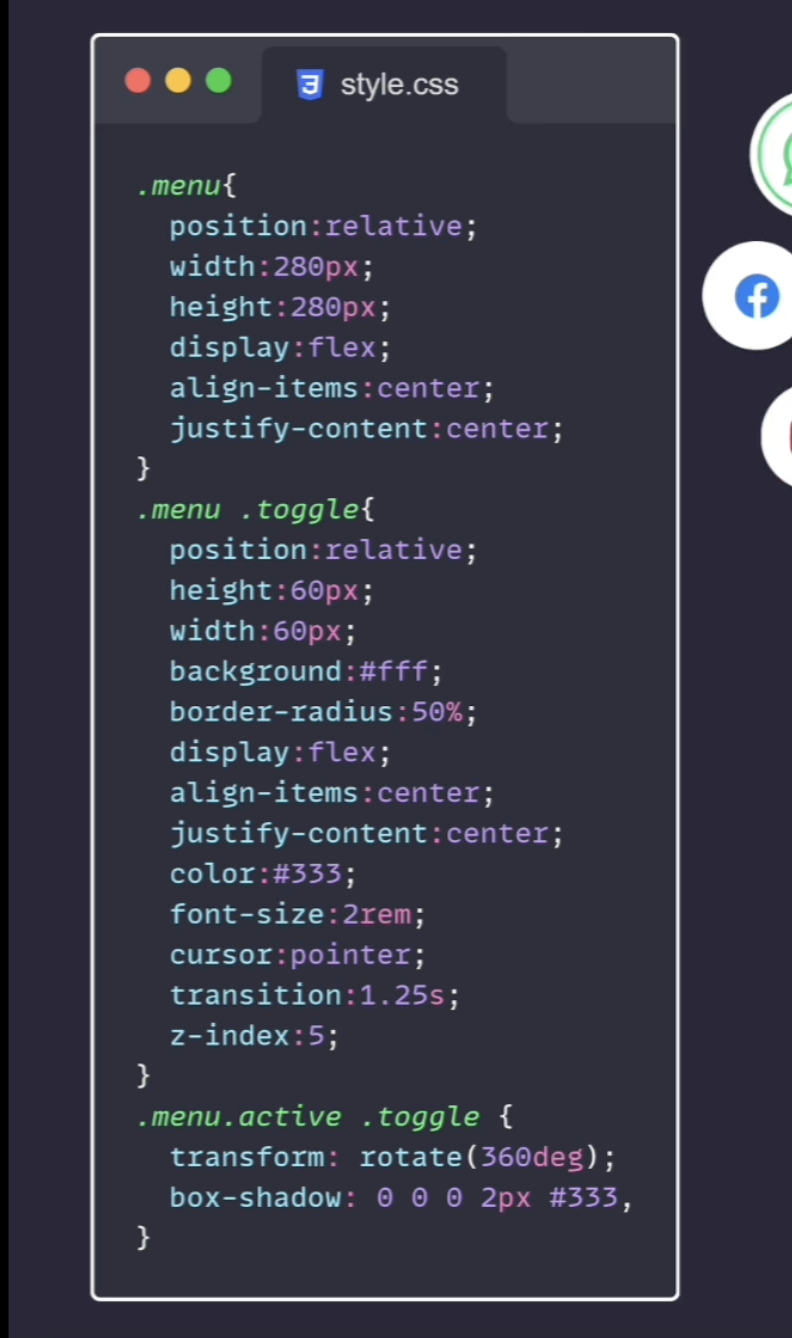 style.css
.menu{
position:relative;
width:280px;
height:280px;
display:flex;
align-items:center;
justify-content:center;
}
.menu .toggle{
position:relative;
height:60px;
width:60px;
background:#fff;
border-radius:50%;
display:flex;
align-items:center;
justify-content:center;
color:#333;
font-size:2rem;
cursor:pointer;
transition:1.25s;
z-index:5;
}
.menu.active .toggle {
transform: rotate(360deg);
box-shadow: 0 0 0 2px #333,
}